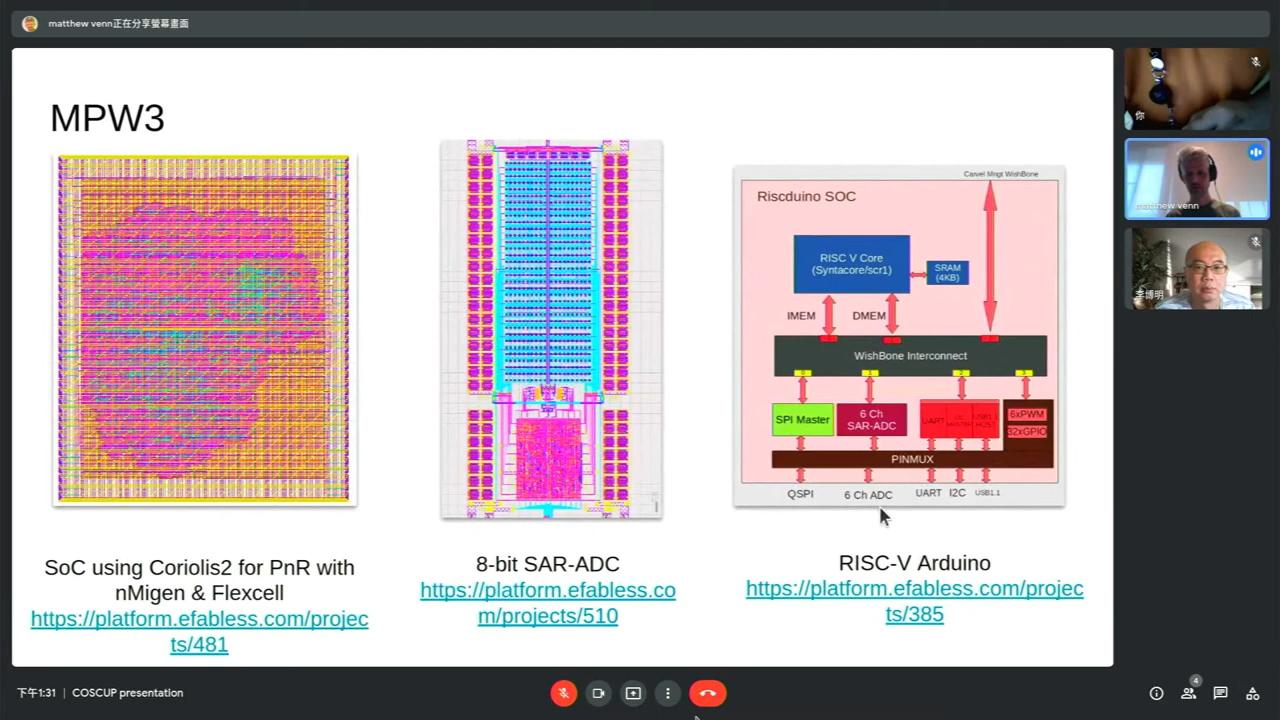 matthew venn正在分享螢幕畫面
MPW3
Carvel Mngt WishBone
Riscduino SOC
RISC V Core
(Syntacore/scr1)
SRAM
(4KB)
IMEM
DMEM
WishBone Interconnect
SPI Master
6 Ch
SAR-ADC
UART
USB1.1
HOST
6xPWM
32xGPIO
PINMUX
QSPI
6 Ch ADC
UART
I2C
USB1.1
SoC using Coriolis2 for PnR with
nMigen & Flexcell
https://platform.efabless.com/projec
ts/481
8-bit SAR-ADC
https://platform.efabless.co
m/projects/510
RISC-V Arduino
https://platform.efabless.com/projec
ts/385
你
matthew venn
李博明
下午1:31 | COSCUP presentation
4